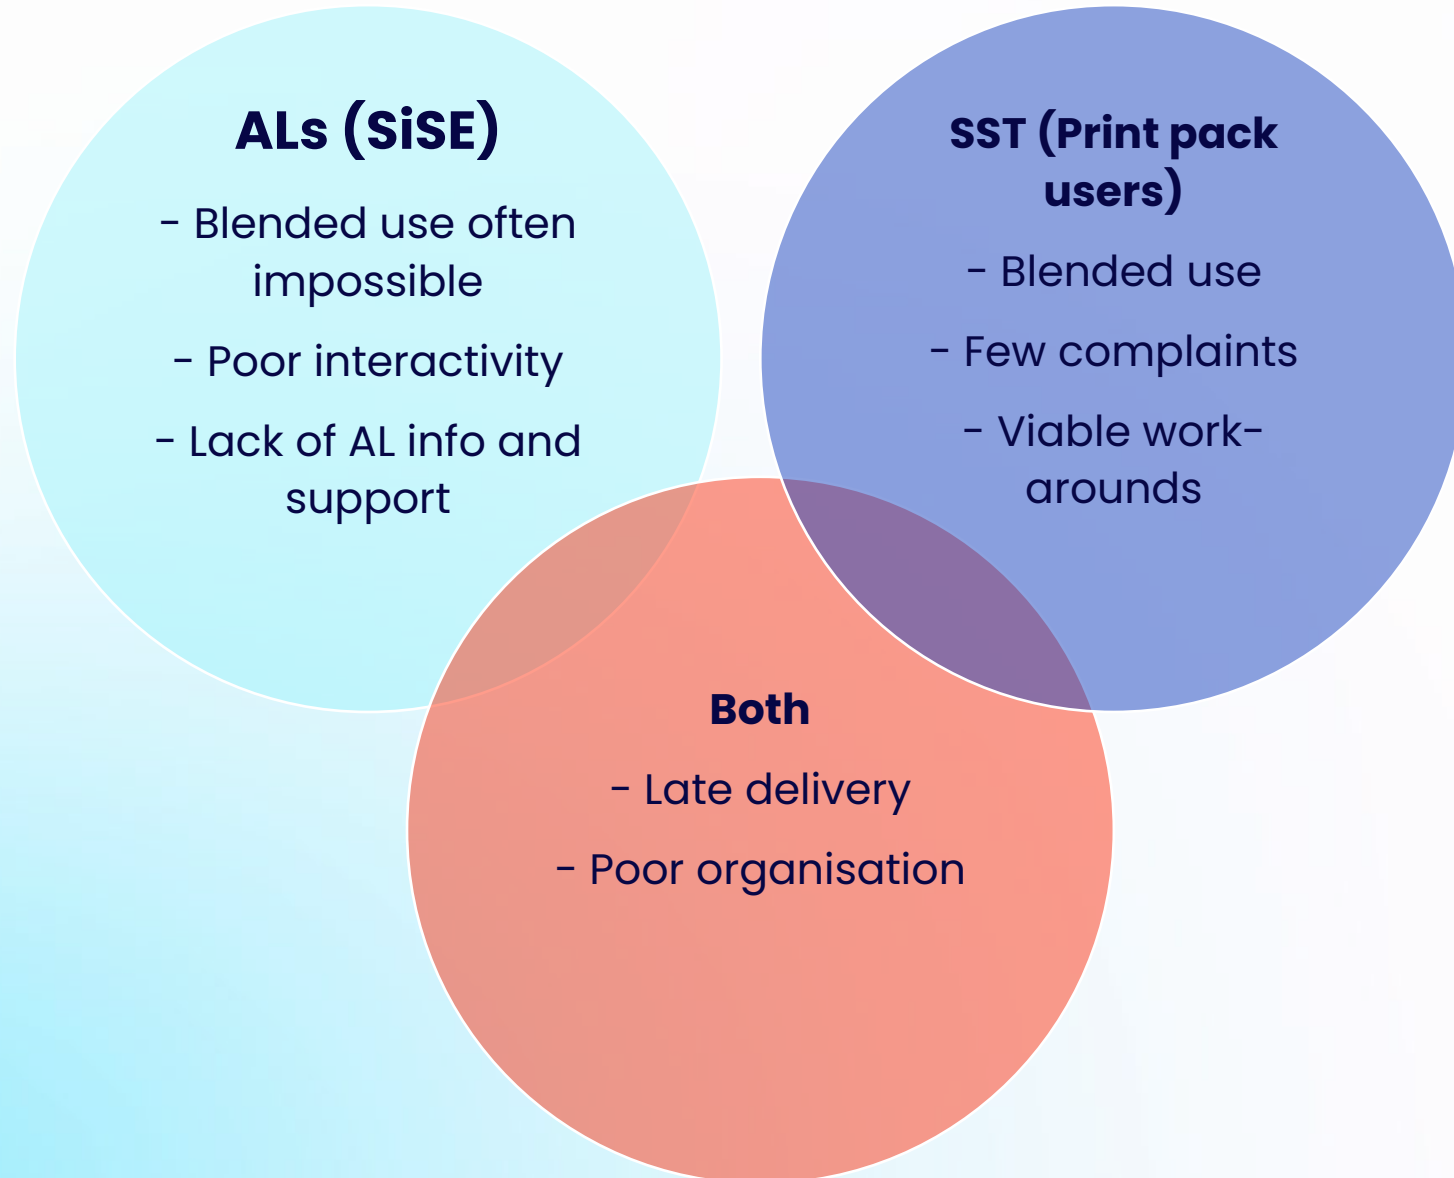 ALs (SiSE)
- Blended use often
impossible
- Poor interactivity
- Lack of AL info and
support
SST (Print pack
users)
- Blended use
- Few complaints
- Viable work-
arounds
Both
- Late delivery
- Poor organisation